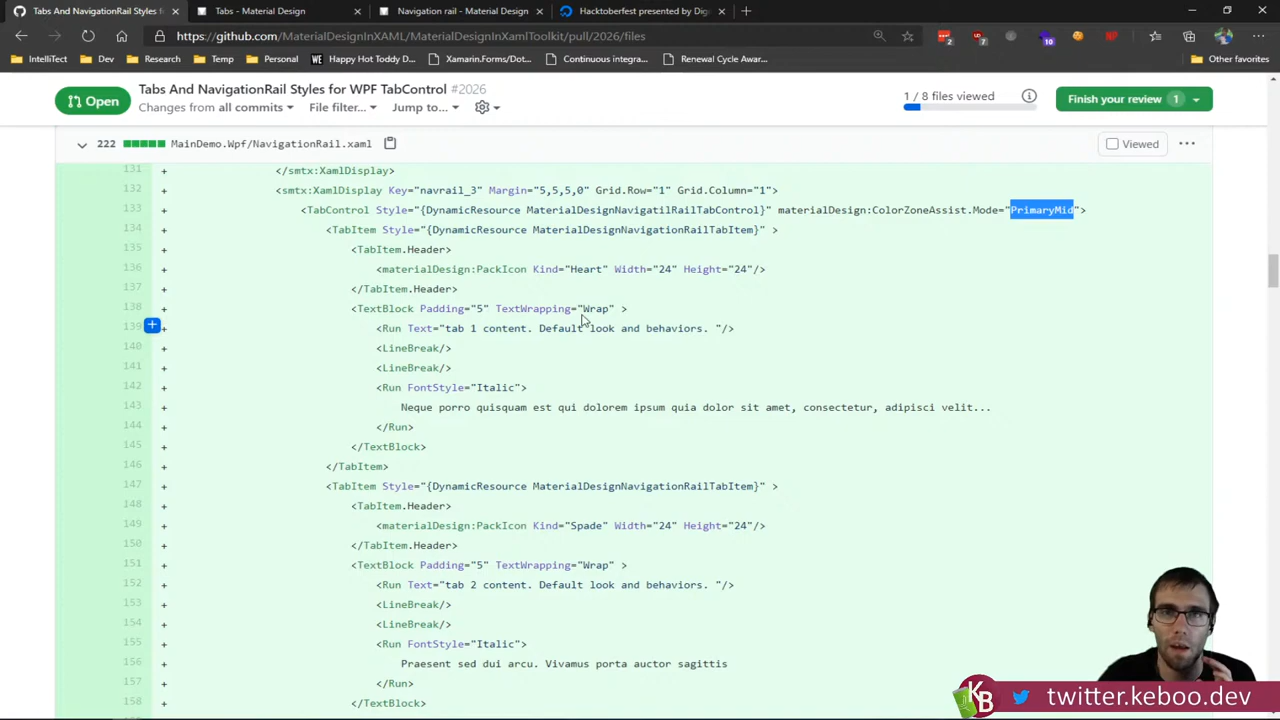 Tabs And NavigationRail Styles f
Tabs - Material Design
Navigation rail - Material Design
Hacktoberfest presented by Dig
https://github.com/MaterialDesignInXAML/MaterialDesignInXamlToolkit/pull/2026/files
2
7
10
IntelliTect
Dev
Research
Temp
Personal
WE Happy Hot Toddy D...
Xamarin.Forms/Dot...
Continuous integra...
Renewal Cycle Awar...
Other favorites
Open
Tabs And NavigationRail Styles for WPF TabControl #2026
Changes from all commits
File filter...
Jump to...
1 / 8 files viewed
Finish your review 1
222 MainDemo.Wpf/NavigationRail.xaml
Viewed
131 + </smtx:XamlDisplay>
132 + <smtx:XamlDisplay Key="navrail_3" Margin="5,5,5,0" Grid.Row="1" Grid.Column="1">
133 + <TabControl Style="{DynamicResource MaterialDesignNavigatilRailTabControl}" materialDesign:ColorZoneAssist.Mode="PrimaryMid">
134 + <TabItem Style="{DynamicResource MaterialDesignNavigationRailTabItem}" >
135 + <TabItem.Header>
136 + <materialDesign:PackIcon Kind="Heart" Width="24" Height="24"/>
137 + </TabItem.Header>
138 + <TextBlock Padding="5" TextWrapping="Wrap" >
139 + <Run Text="tab 1 content. Default look and behaviors. "/>
140 + <LineBreak/>
141 + <LineBreak/>
142 + <Run FontStyle="Italic">
143 + Neque porro quisquam est qui dolorem ipsum quia dolor sit amet, consectetur, adipisci velit...
144 + </Run>
145 + </TextBlock>
146 + </TabItem>
147 + <TabItem Style="{DynamicResource MaterialDesignNavigationRailTabItem}" >
148 + <TabItem.Header>
149 + <materialDesign:PackIcon Kind="Spade" Width="24" Height="24"/>
150 + </TabItem.Header>
151 + <TextBlock Padding="5" TextWrapping="Wrap" >
152 + <Run Text="tab 2 content. Default look and behaviors. "/>
153 + <LineBreak/>
154 + <LineBreak/>
155 + <Run FontStyle="Italic">
156 + Praesent sed dui arcu. Vivamus porta auctor sagittis
157 + </Run>
158 + </TextBlock>
KB
twitter.keboo.dev